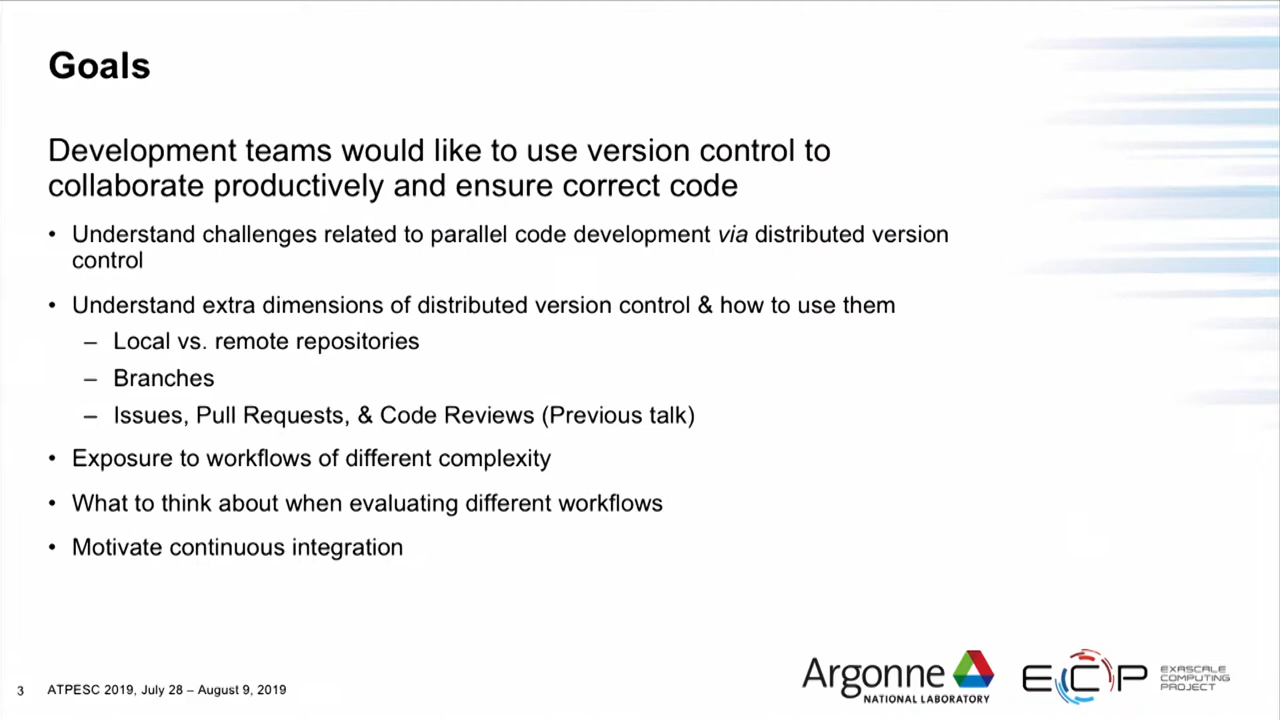 Goals
Development teams would like to use version control to
collaborate productively and ensure correct code
• Understand challenges related to parallel code development via distributed version
control
• Understand extra dimensions of distributed version control & how to use them
– Local vs. remote repositories
– Branches
– Issues, Pull Requests, & Code Reviews (Previous talk)
• Exposure to workflows of different complexity
• What to think about when evaluating different workflows
• Motivate continuous integration
3 ATPESC 2019, July 28 – August 9, 2019
Argonne
NATIONAL LABORATORY
ECP
EXASCALE
COMPUTING
PROJECT